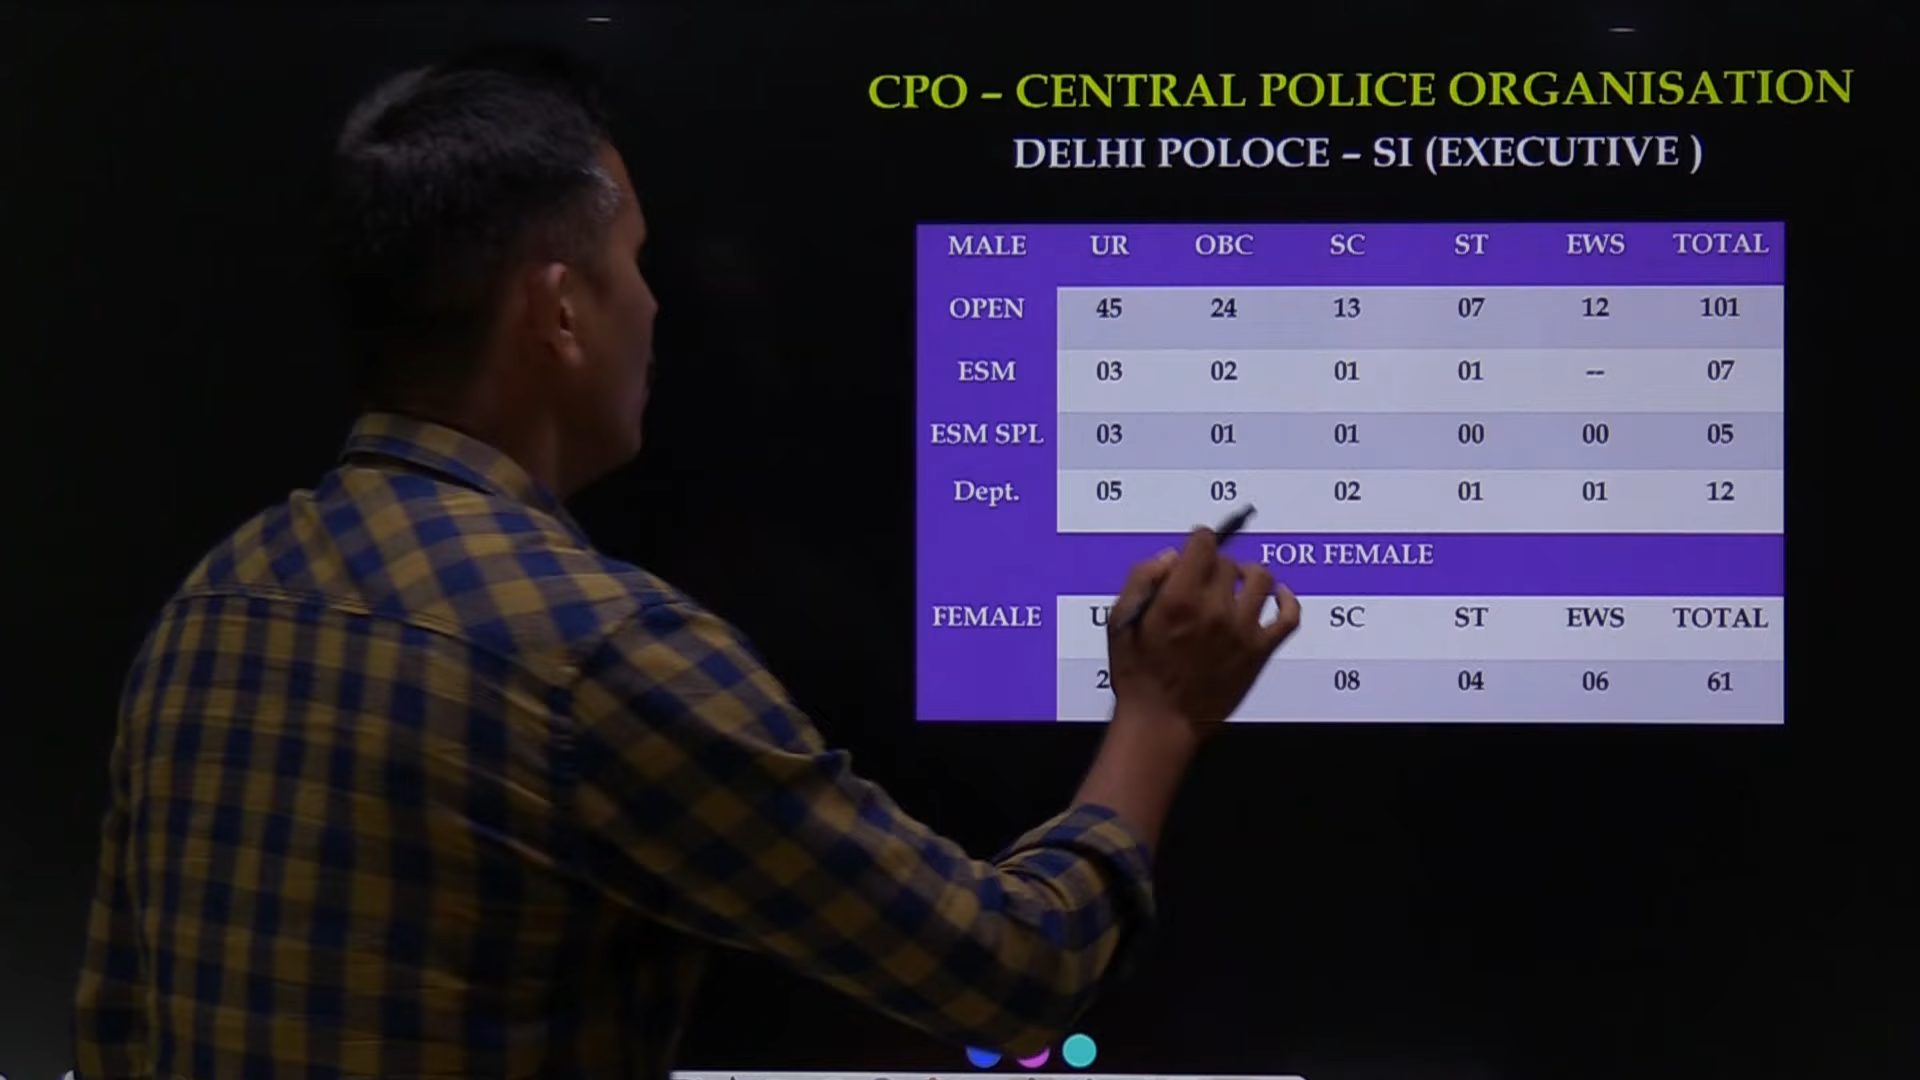 CPO – CENTRAL POLICE ORGANISATION
DELHI POLOCE – SI (EXECUTIVE )
MALE UR OBC SC ST EWS TOTAL
OPEN 45 24 13 07 12 101
ESM 03 02 01 01 -- 07
ESM SPL 03 01 01 00 00 05
Dept. 05 03 02 01 01 12
FOR FEMALE
FEMALE SC ST EWS TOTAL
08 04 06 61